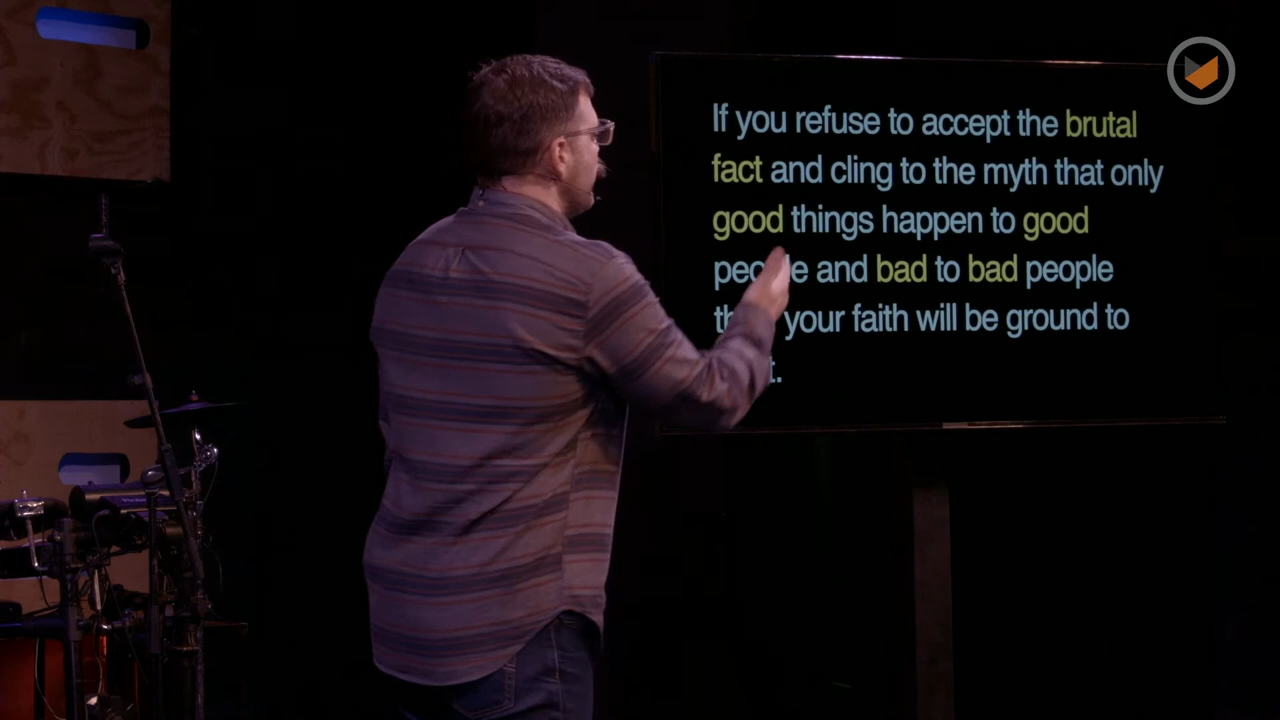 If you refuse to accept the brutal
fact and cling to the myth that only
good things happen to good
people and bad to bad people
your faith will be ground to